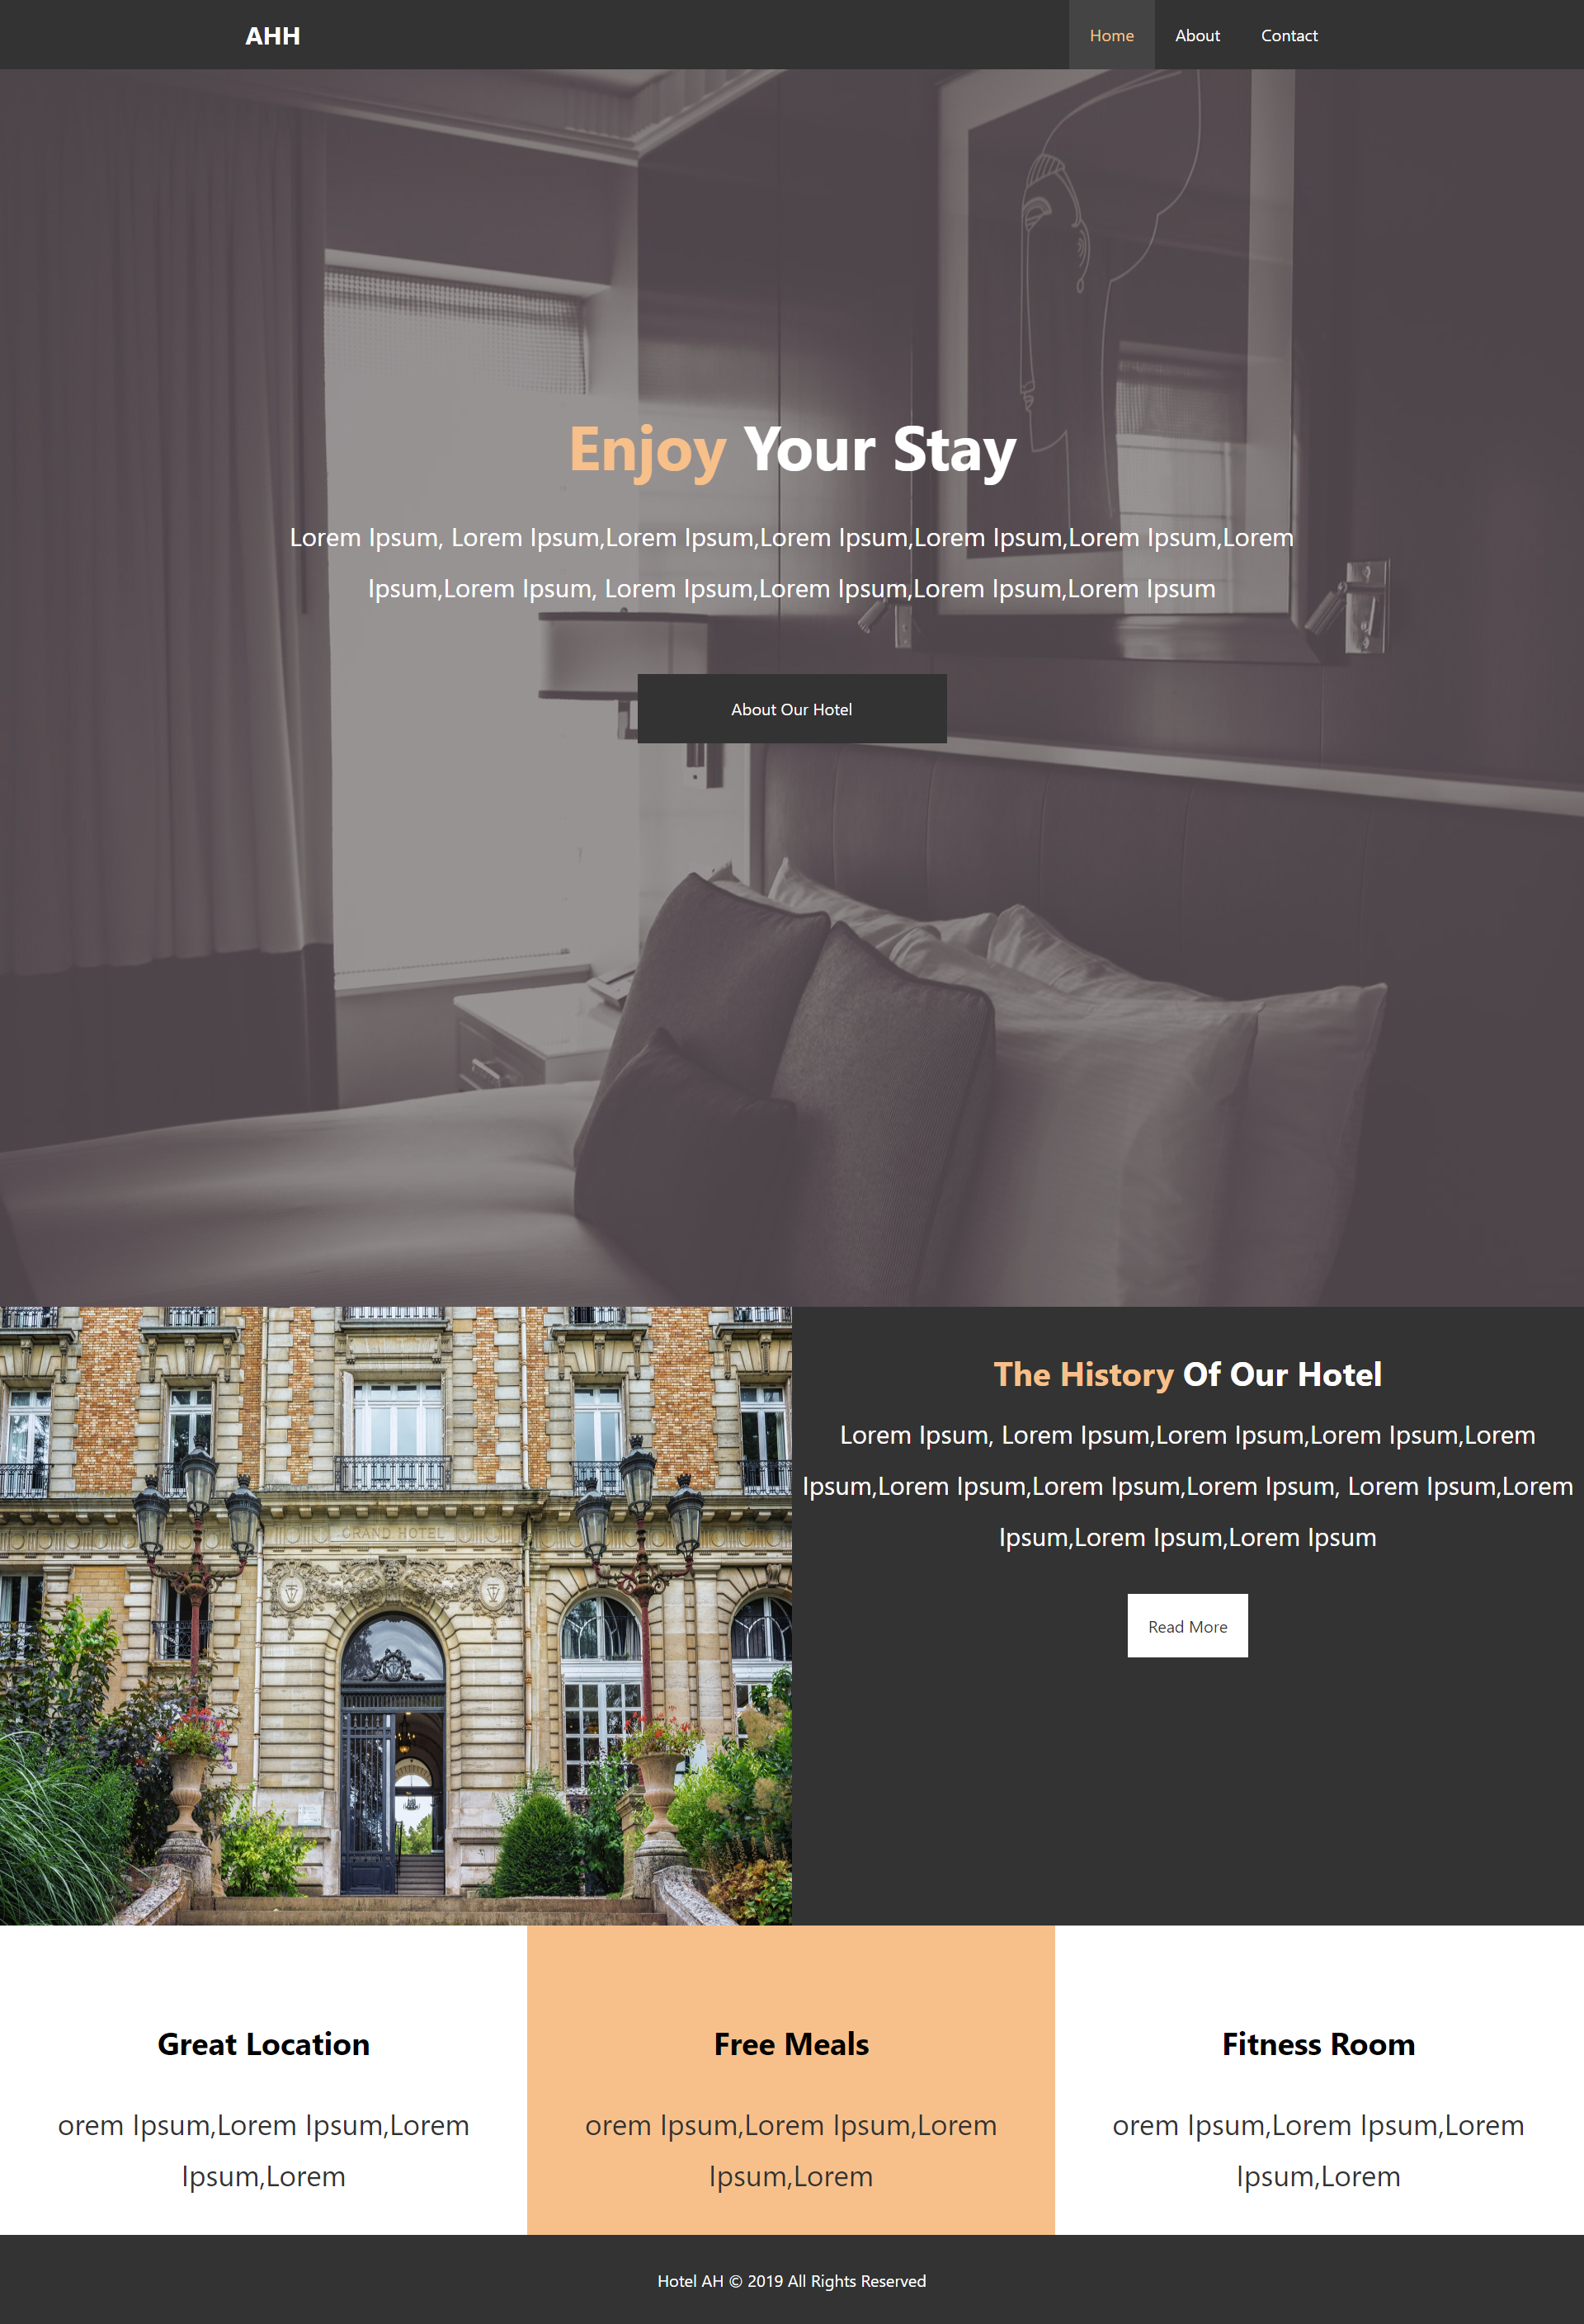 AHH
Home
About
Contact
Enjoy Your Stay
Lorem Ipsum, Lorem Ipsum,Lorem Ipsum,Lorem Ipsum,Lorem Ipsum,Lorem Ipsum,Lorem
Ipsum,Lorem Ipsum, Lorem Ipsum,Lorem Ipsum,Lorem Ipsum,Lorem Ipsum
About Our Hotel
GRAND HOTEL
The History Of Our Hotel
Lorem Ipsum, Lorem Ipsum,Lorem Ipsum,Lorem Ipsum,Lorem
Ipsum,Lorem Ipsum,Lorem Ipsum,Lorem Ipsum, Lorem Ipsum,Lorem
Ipsum,Lorem Ipsum,Lorem Ipsum
Read More
Great Location
orem Ipsum,Lorem Ipsum,Lorem
Ipsum,Lorem
Free Meals
orem Ipsum,Lorem Ipsum,Lorem
Ipsum,Lorem
Fitness Room
orem Ipsum,Lorem Ipsum,Lorem
Ipsum,Lorem
Hotel AH © 2019 All Rights Reserved